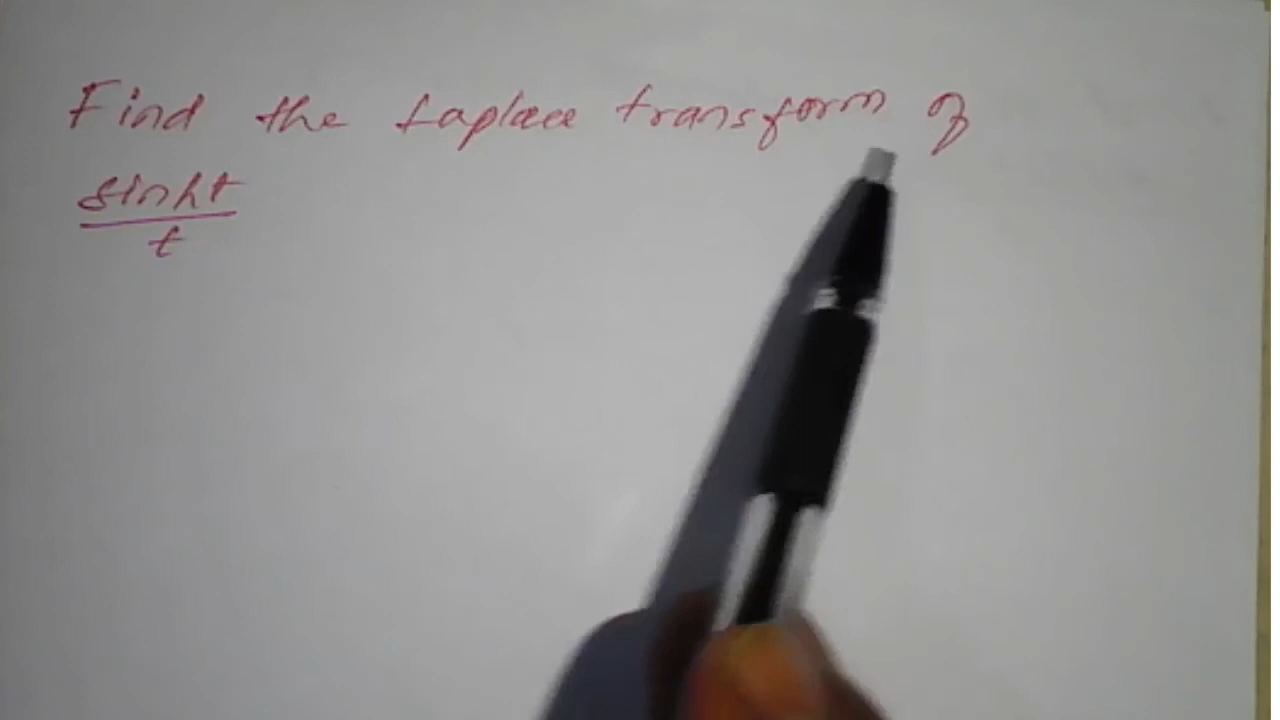 Find the Laplace transform of
sinht
t